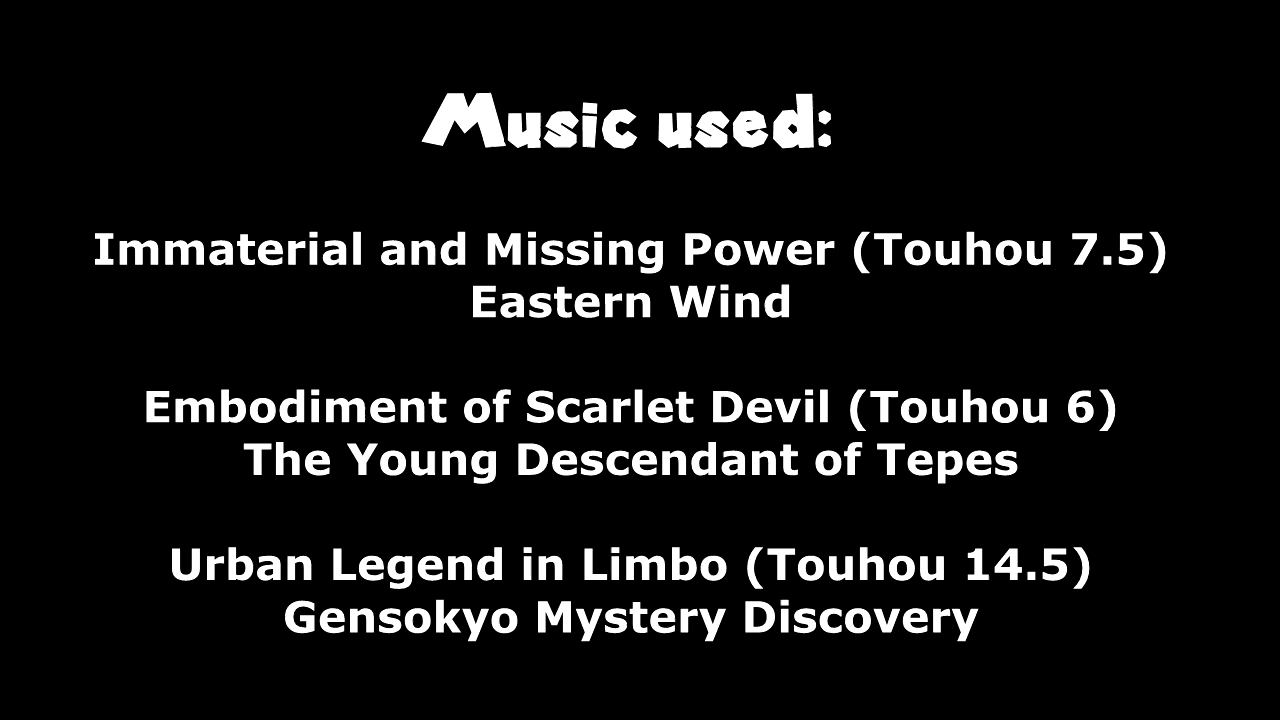 Music used:
Immaterial and Missing Power (Touhou 7.5)
Eastern Wind
Embodiment of Scarlet Devil (Touhou 6)
The Young Descendant of Tepes
Urban Legend in Limbo (Touhou 14.5)
Gensokyo Mystery Discovery